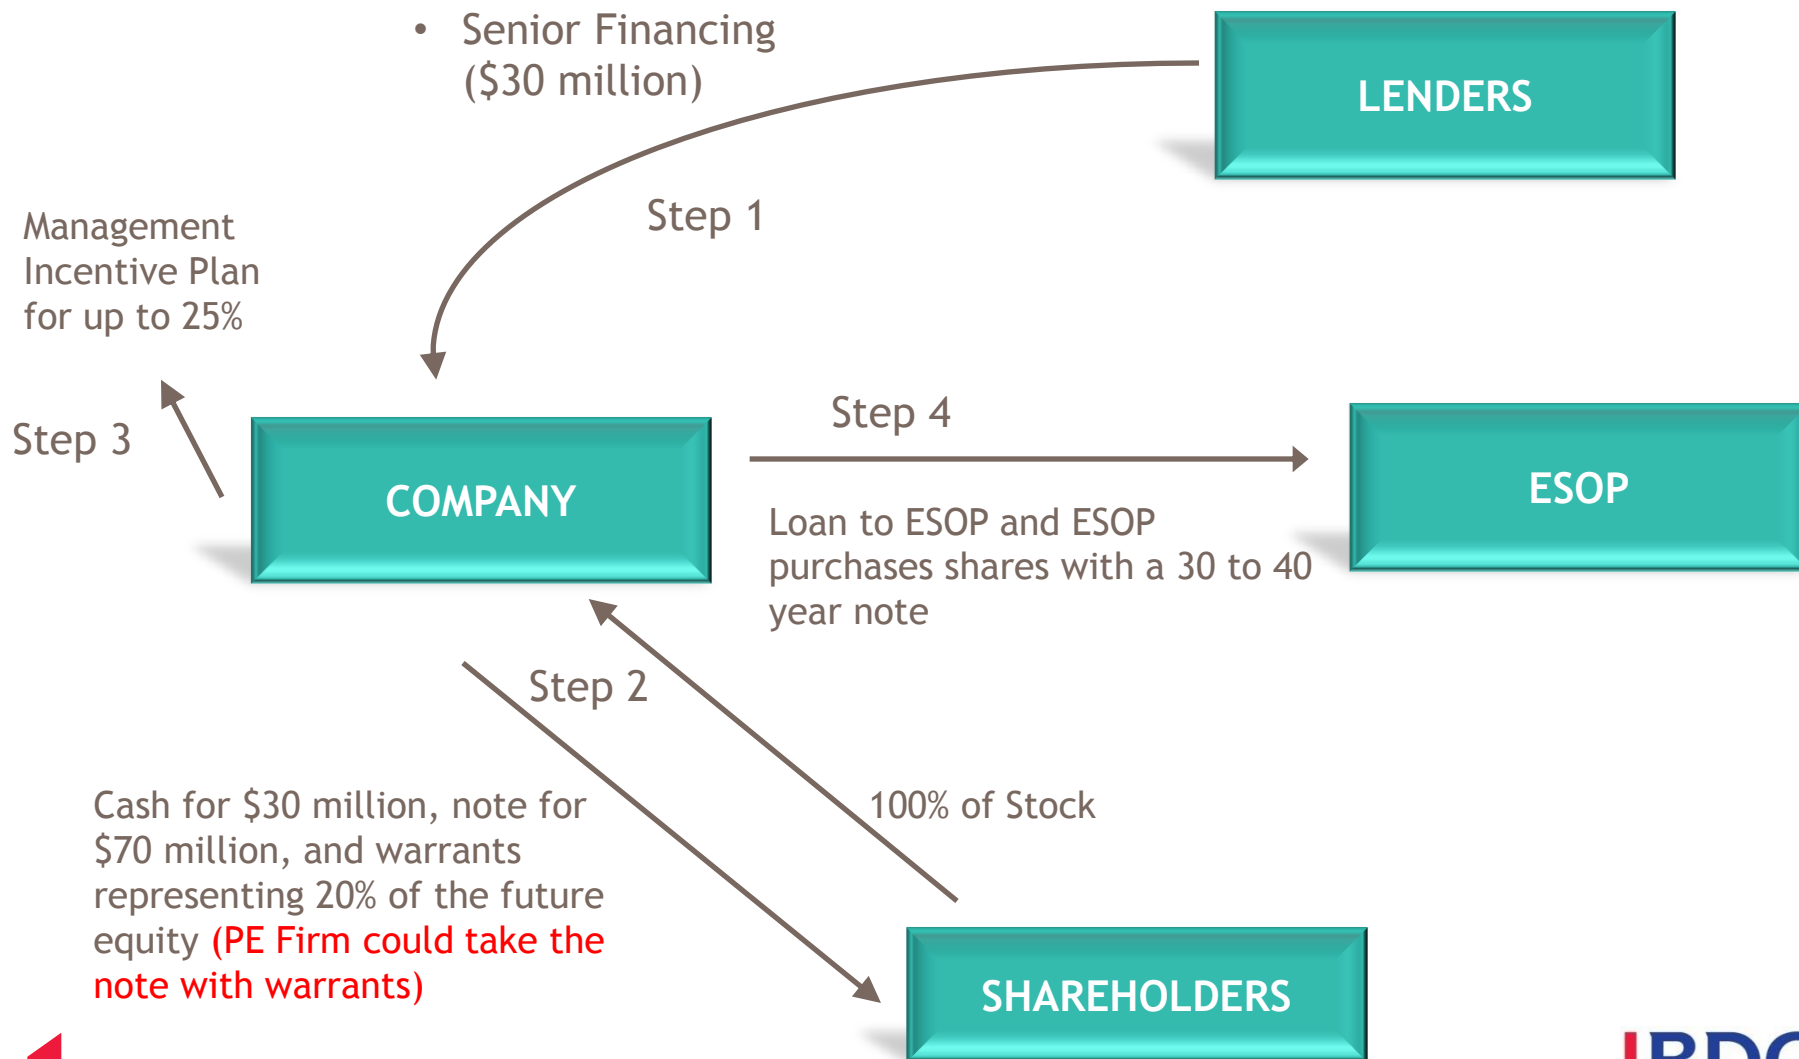 • Senior Financing
($30 million)
LENDERS
Step 1
Management
Incentive Plan
for up to 25%
Step 3
Step 4
COMPANY
ESOP
Loan to ESOP and ESOP
purchases shares with a 30 to 40
year note
Step 2
Cash for $30 million, note for
$70 million, and warrants
representing 20% of the future
equity (PE Firm could take the
note with warrants)
100% of Stock
SHAREHOLDERS